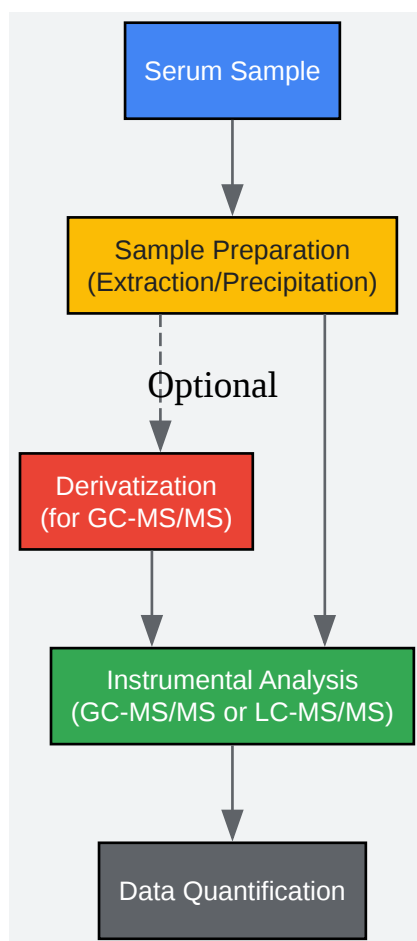 Serum Sample
Sample Preparation
(Extraction/Precipitation)
Optional
Derivatization
(for GC-MS/MS)
Instrumental Analysis
(GC-MS/MS or LC-MS/MS)
Data Quantification